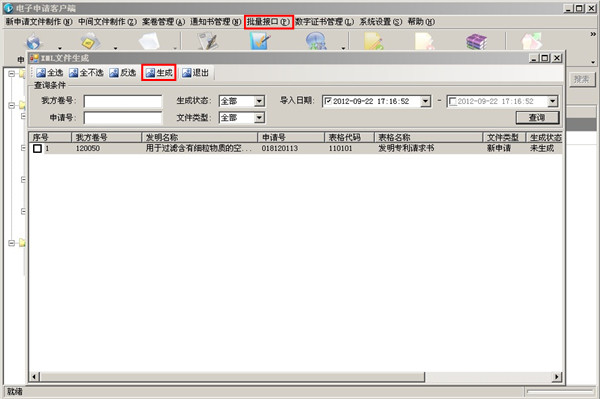 电子申请客户端
新申请文件制作(Z) 中间文件制作(Z) 案卷管理(A) 通知书管理(N) 批量接口(P) 数字证书管理(L) 系统设置(S) 帮助(H)
申
XML文件生成
全选 全不选 反选 生成 退出
搜索
查询条件
我方卷号: 生成状态: 全部 导入日期: 2012-09-22 17:16:52 - 2012-09-22 17:16:52
申请号: 文件类型: 全部 查询
序号 我方卷号 发明名称 申请号 表格代码 表格名称 文件类型 生成状态
1 120050 用于过滤含有细粒物质的空... 018120113 110101 发明专利请求书 新申请 未生成
就绪